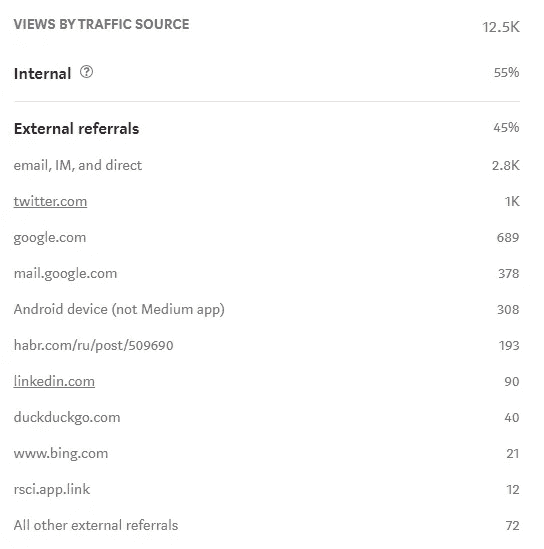 VIEWS BY TRAFFIC SOURCE 12.5K
Internal ? 55%
External referrals 45%
email, IM, and direct 2.8K
twitter.com 1K
google.com 689
mail.google.com 378
Android device (not Medium app) 308
habr.com/ru/post/509690 193
linkedin.com 90
duckduckgo.com 40
www.bing.com 21
rsci.app.link 12
All other external referrals 72